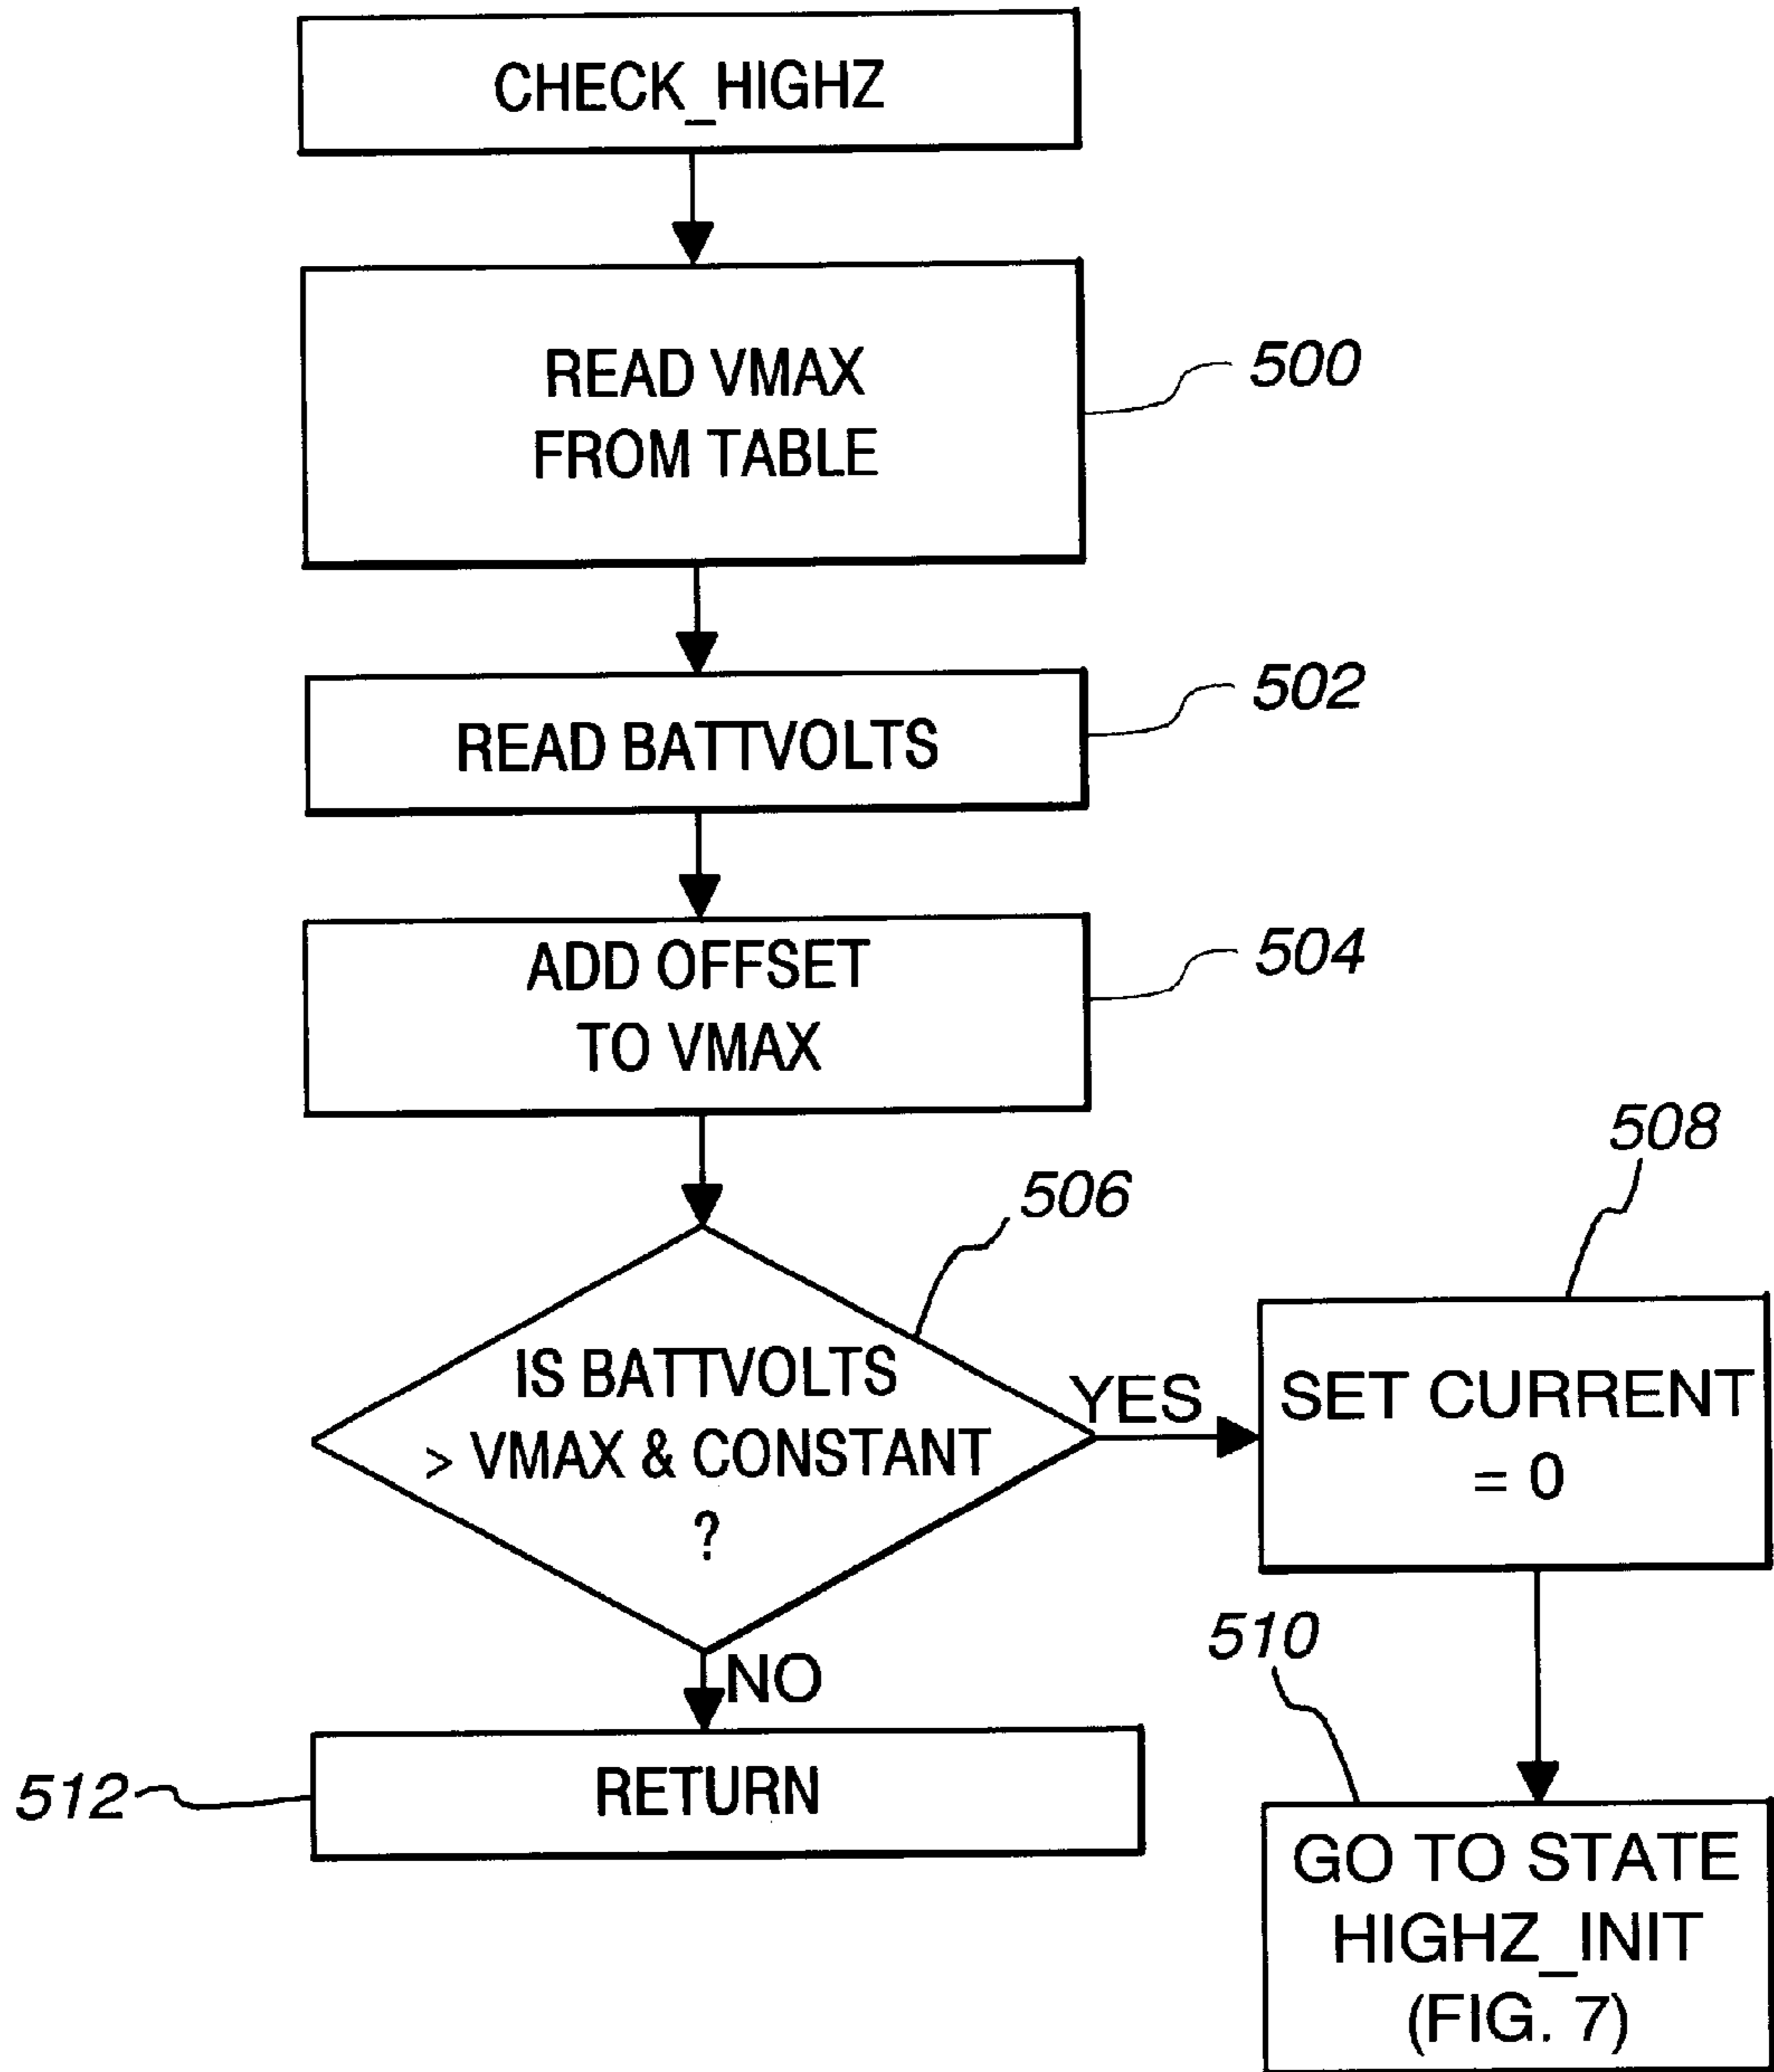 CHECK_HIGHZ
READ VMAX
FROM TABLE
500
READ BATTVOLTS
502
ADD OFFSET
TO VMAX
504
506
IS BATTVOLTS
> VMAX & CONSTANT
?
YES
508
SET CURRENT
= 0
NO
510
GO TO STATE
HIGHZ_INIT
(FIG. 7)
512
RETURN